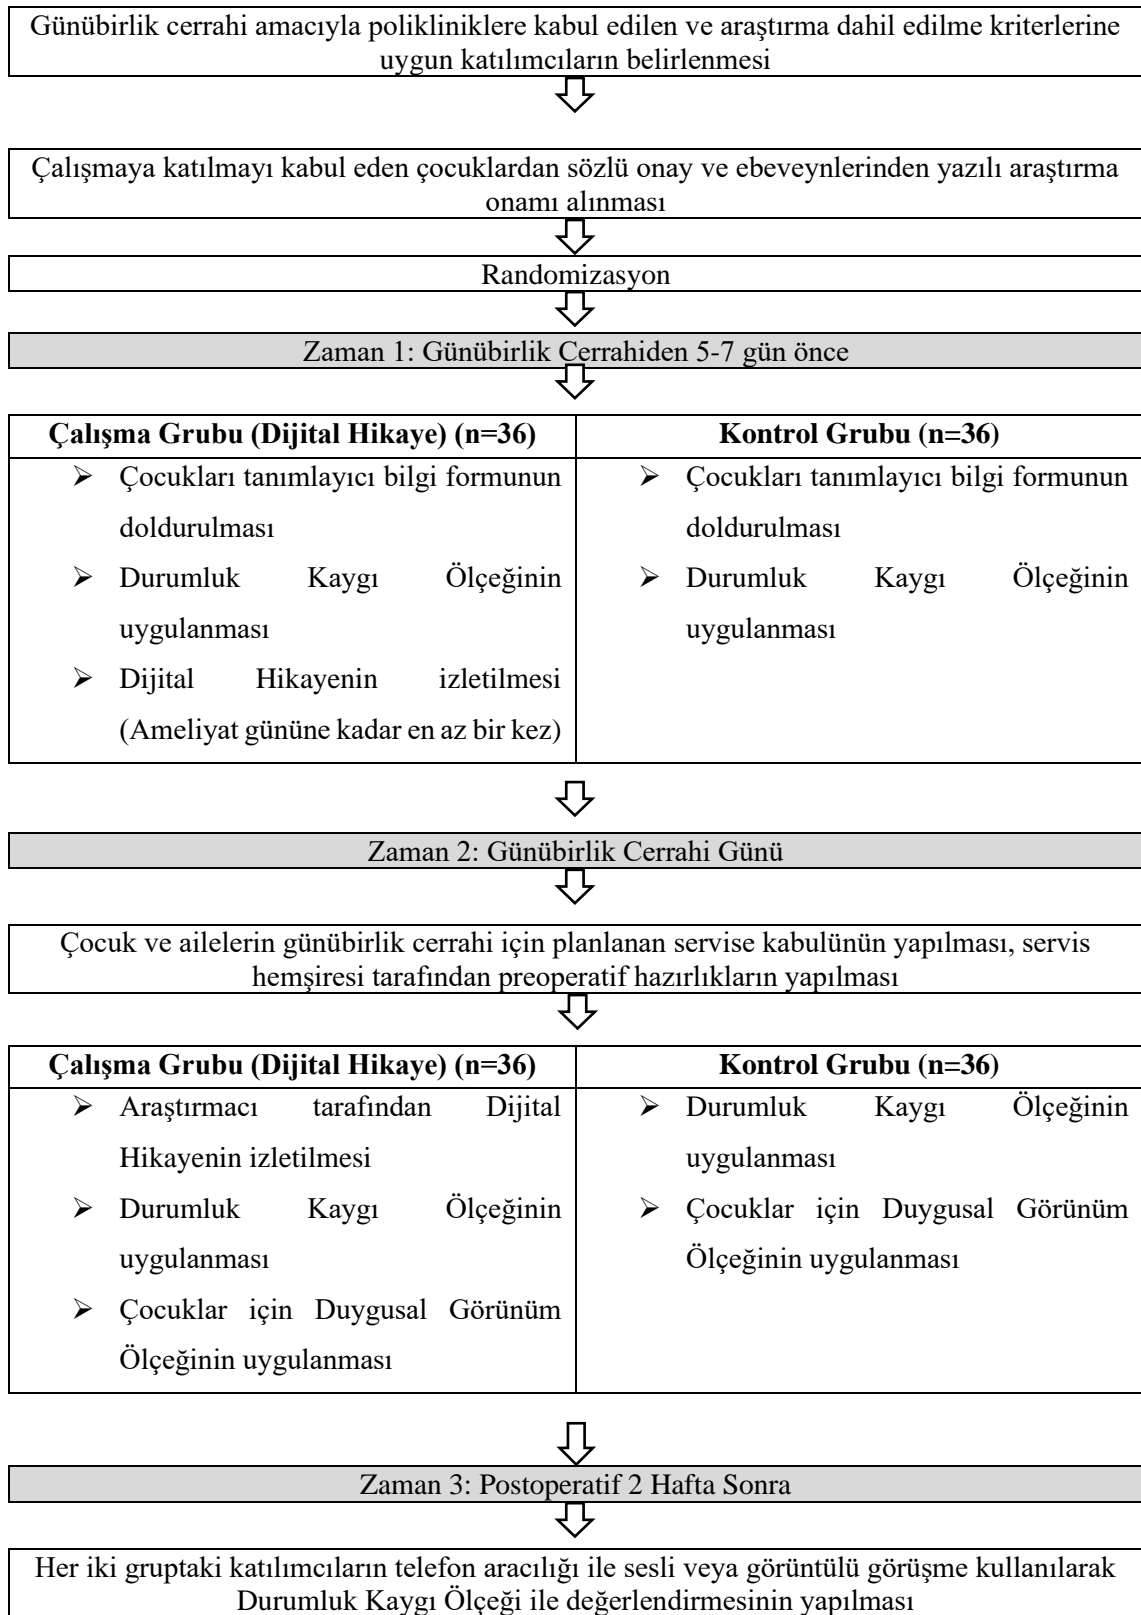 Günübirlik cerrahi amacıyla polikliniklere kabul edilen ve araştırma dahil edilme kriterlerine
uygun katılımcıların belirlenmesi
Çalışmaya katılmayı kabul eden çocuklardan sözlü onay ve ebeveynlerinden yazılı araştırma
onamı alınması
Randomizasyon
Zaman 1: Günübirlik Cerrahiden 5-7 gün önce
Çalışma Grubu (Dijital Hikaye) (n=36)
➢ Çocukları tanımlayıcı bilgi formunun
doldurulması
➢ Durumluk Kaygı Ölçeğinin
uygulanması
➢ Dijital Hikayenin izletilmesi
(Ameliyat gününe kadar en az bir kez)
Kontrol Grubu (n=36)
➢ Çocukları tanımlayıcı bilgi formunun
doldurulması
➢ Durumluk Kaygı Ölçeğinin
uygulanması
Zaman 2: Günübirlik Cerrahi Günü
Çocuk ve ailelerin günübirlik cerrahi için planlanan servise kabulünün yapılması, servis
hemşiresi tarafından preoperatif hazırlıkların yapılması
Çalışma Grubu (Dijital Hikaye) (n=36)
➢ Araştırmacı tarafından Dijital
Hikayenin izletilmesi
➢ Durumluk Kaygı Ölçeğinin
uygulanması
➢ Çocuklar için Duygusal Görünüm
Ölçeğinin uygulanması
Kontrol Grubu (n=36)
➢ Durumluk Kaygı Ölçeğinin
uygulanması
➢ Çocuklar için Duygusal Görünüm
Ölçeğinin uygulanması
Zaman 3: Postoperatif 2 Hafta Sonra
Her iki gruptaki katılımcıların telefon aracılığı ile sesli veya görüntülü görüşme kullanılarak
Durumluk Kaygı Ölçeği ile değerlendirmesinin yapılması